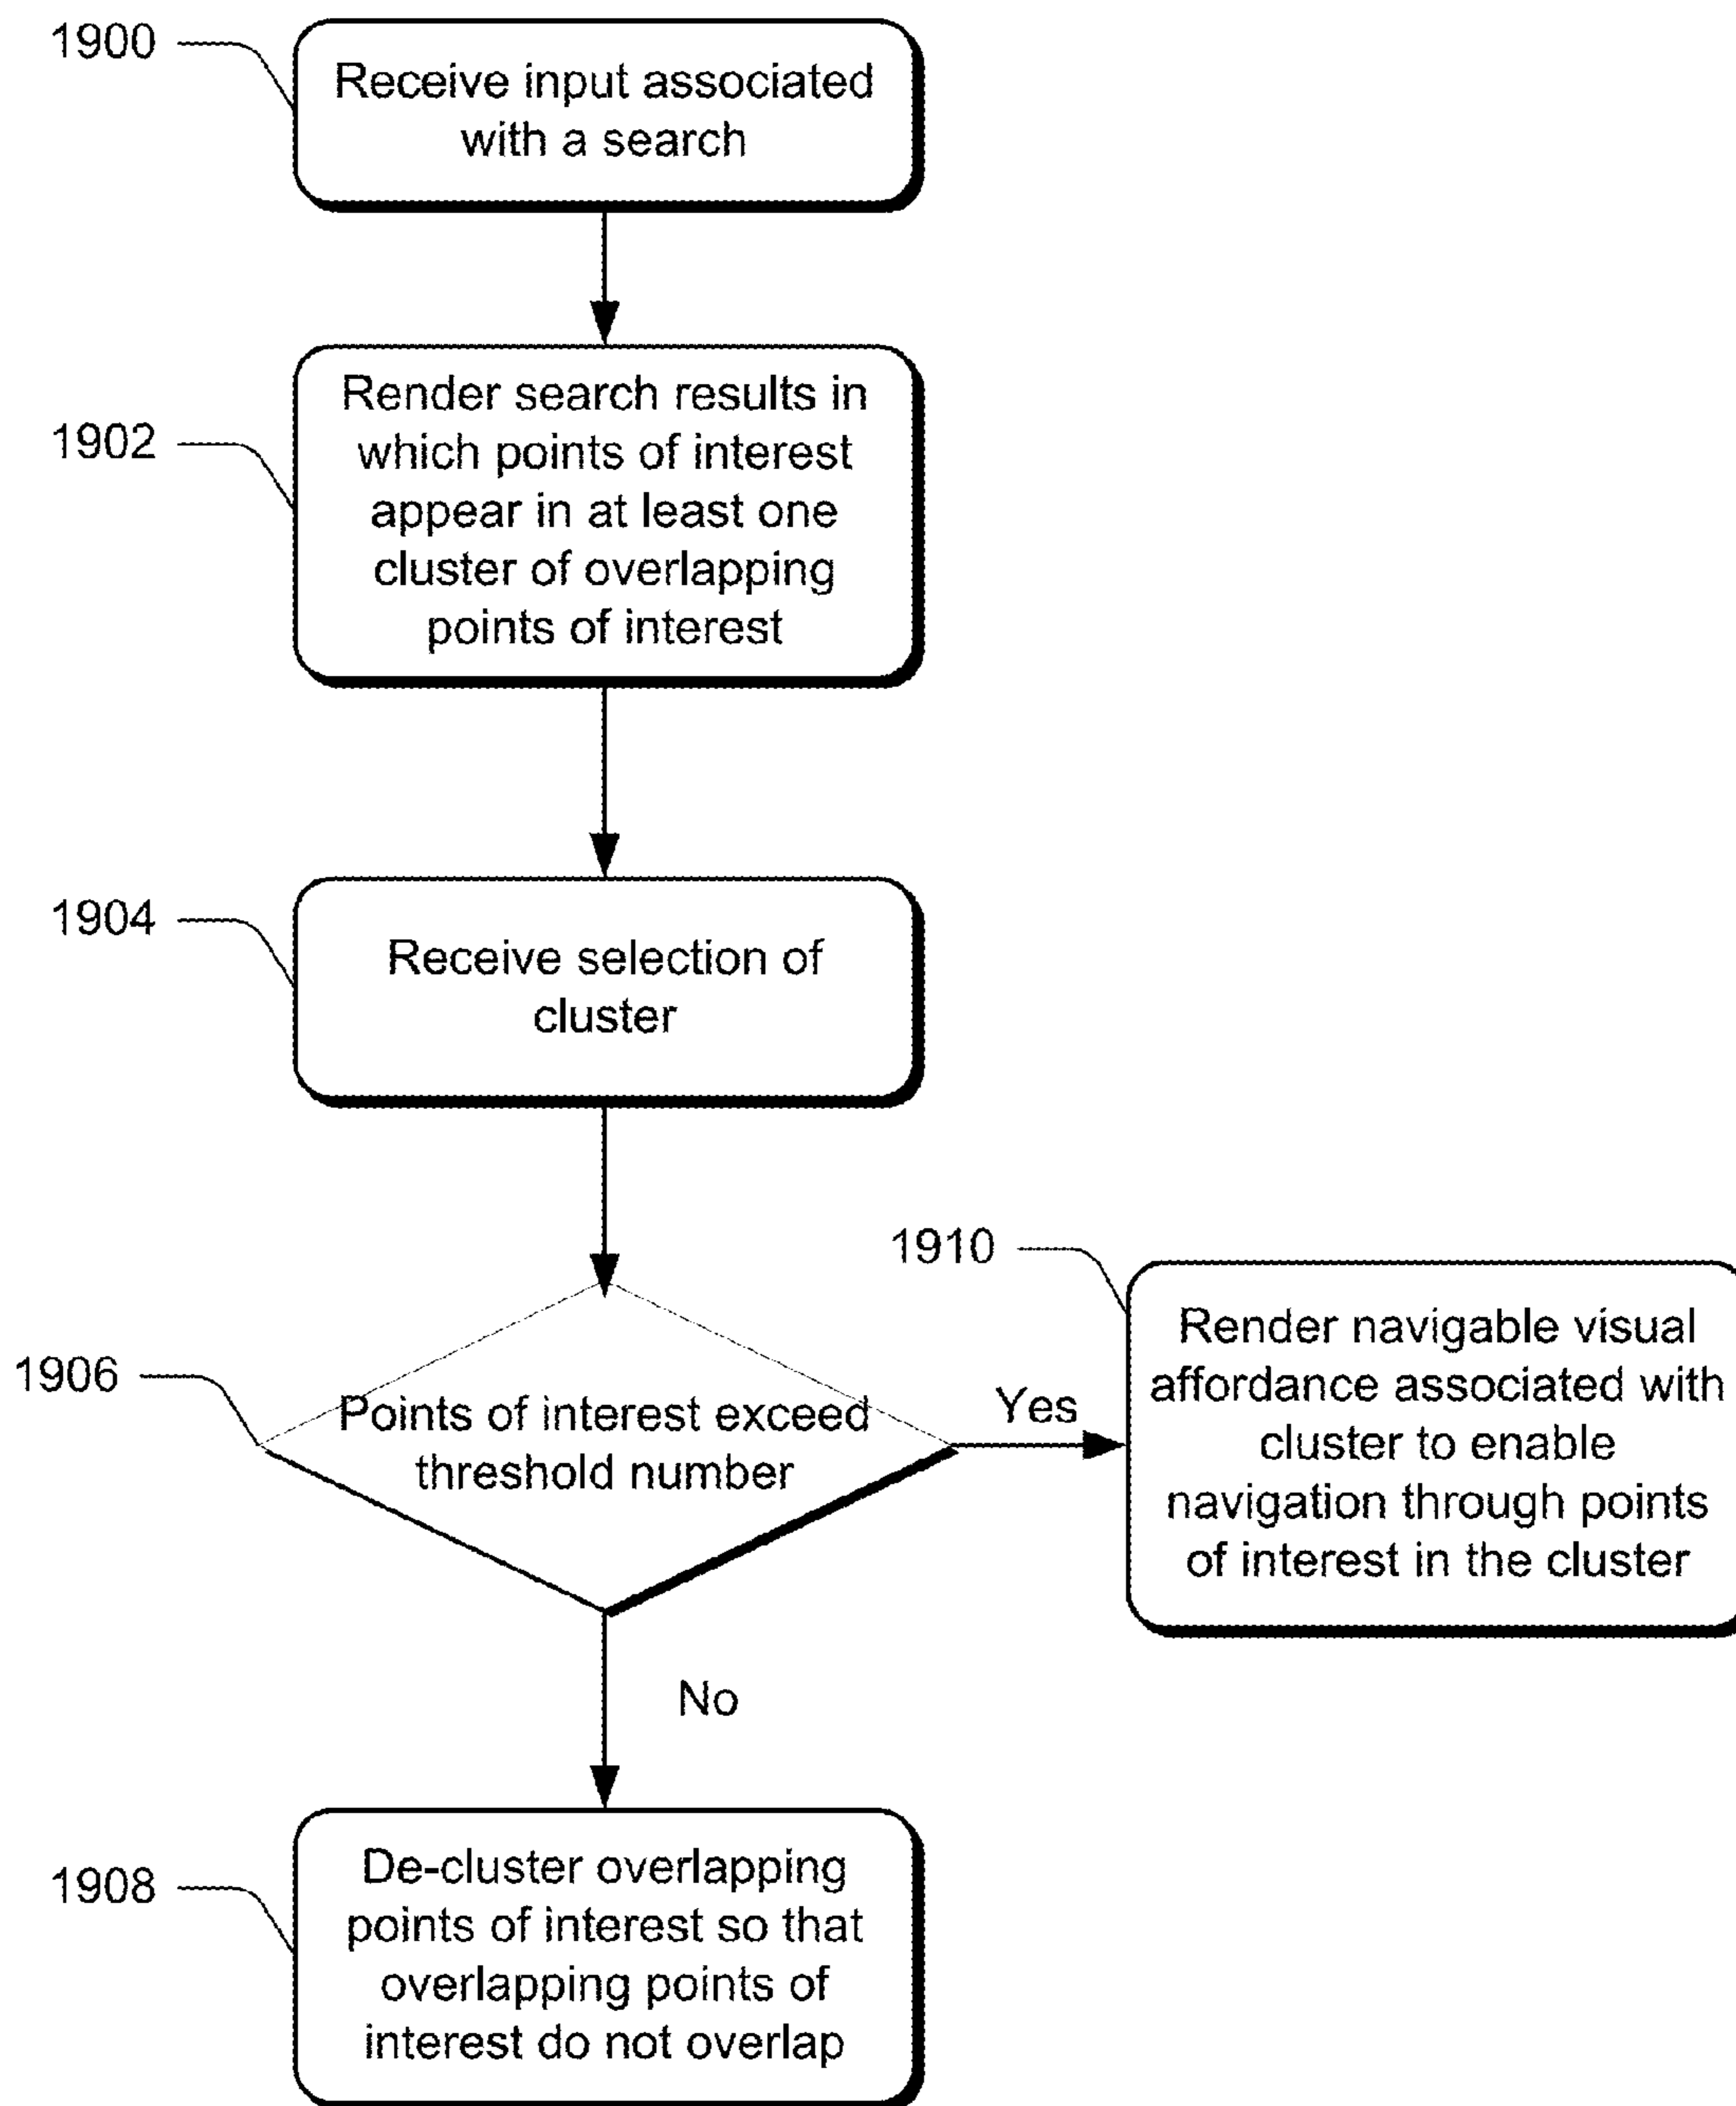 1900
Receive input associated
with a search
1902
Render search results in
which points of interest
appear in at least one
cluster of overlapping
points of interest
1904
Receive selection of
cluster
1906
Points of interest exceed
threshold number
Yes
1910
Render navigable visual
affordance associated with
cluster to enable
navigation through points
of interest in the cluster
No
1908
De-cluster overlapping
points of interest so that
overlapping points of
interest do not overlap